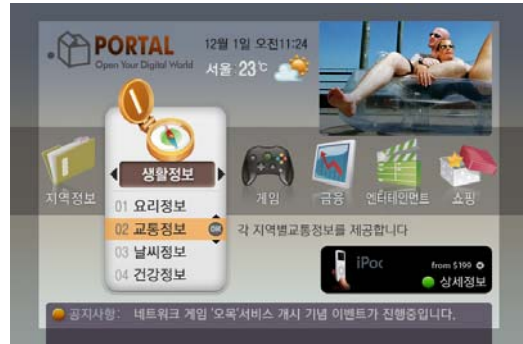 PORTAL
Open Your Digital World
12월 1일 오전11:24
서울 23℃
생활정보
지역정보
게임
금융
엔터테인먼트
쇼핑
01 요리정보
02 교통정보 OK
각 지역별교통정보를 제공합니다
03 날씨정보
04 건강정보
iPoc
from $199
상세정보
공지사항: 네트워크 게임 '오목'서비스 개시 기념 이벤트가 진행중입니다.